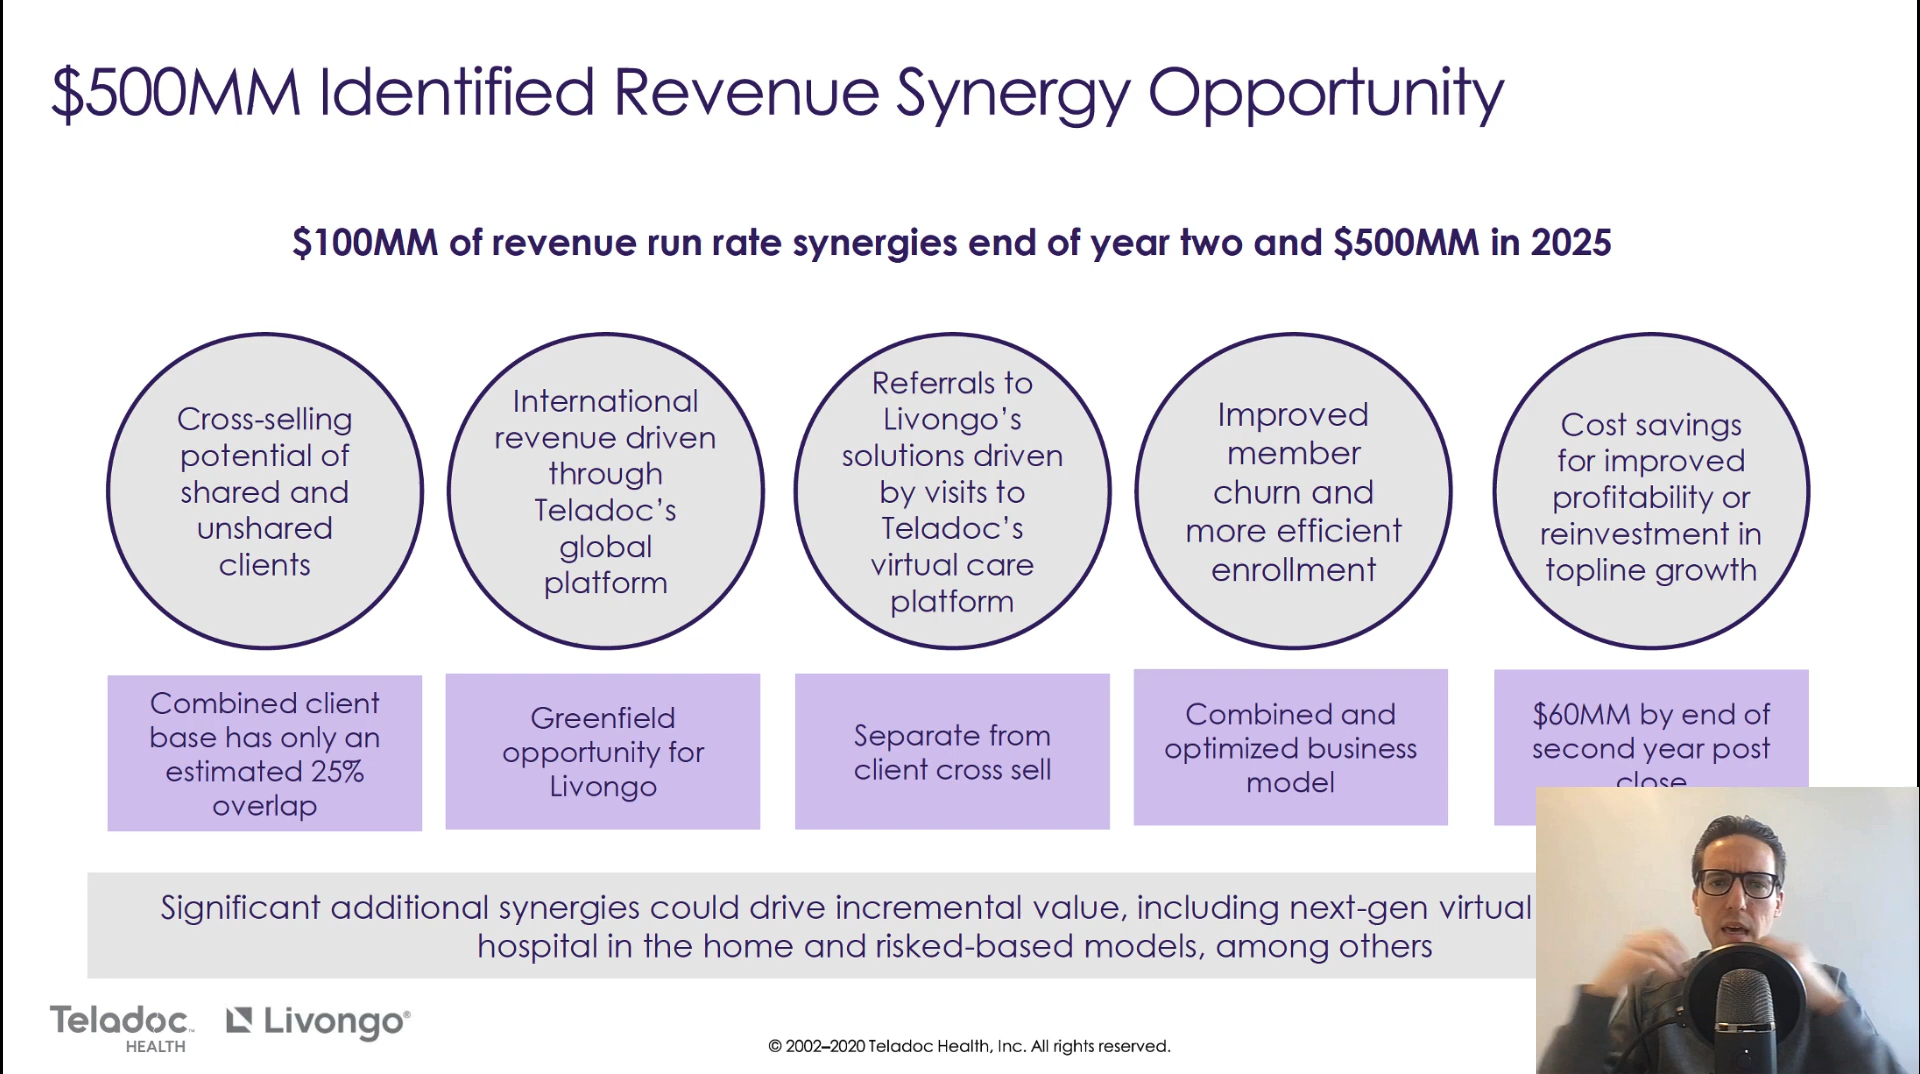 $500MM Identified Revenue Synergy Opportunity
$100MM of revenue run rate synergies end of year two and $500MM in 2025
Cross-selling
potential of
shared and
unshared
clients
International
revenue driven
through
Teladoc’s
global
platform
Referrals to
Livongo’s
solutions driven
by visits to
Teladoc’s
virtual care
platform
Improved
member
churn and
more efficient
enrollment
Cost savings
for improved
profitability or
reinvestment in
topline growth
Combined client
base has only an
estimated 25%
overlap
Greenfield
opportunity for
Livongo
Separate from
client cross sell
Combined and
optimized business
model
$60MM by end of
second year post
close
Significant additional synergies could drive incremental value, including next-gen virtual
hospital in the home and risked-based models, among others
Teladoc™
HEALTH
Livongo®
© 2002–2020 Teladoc Health, Inc. All rights reserved.